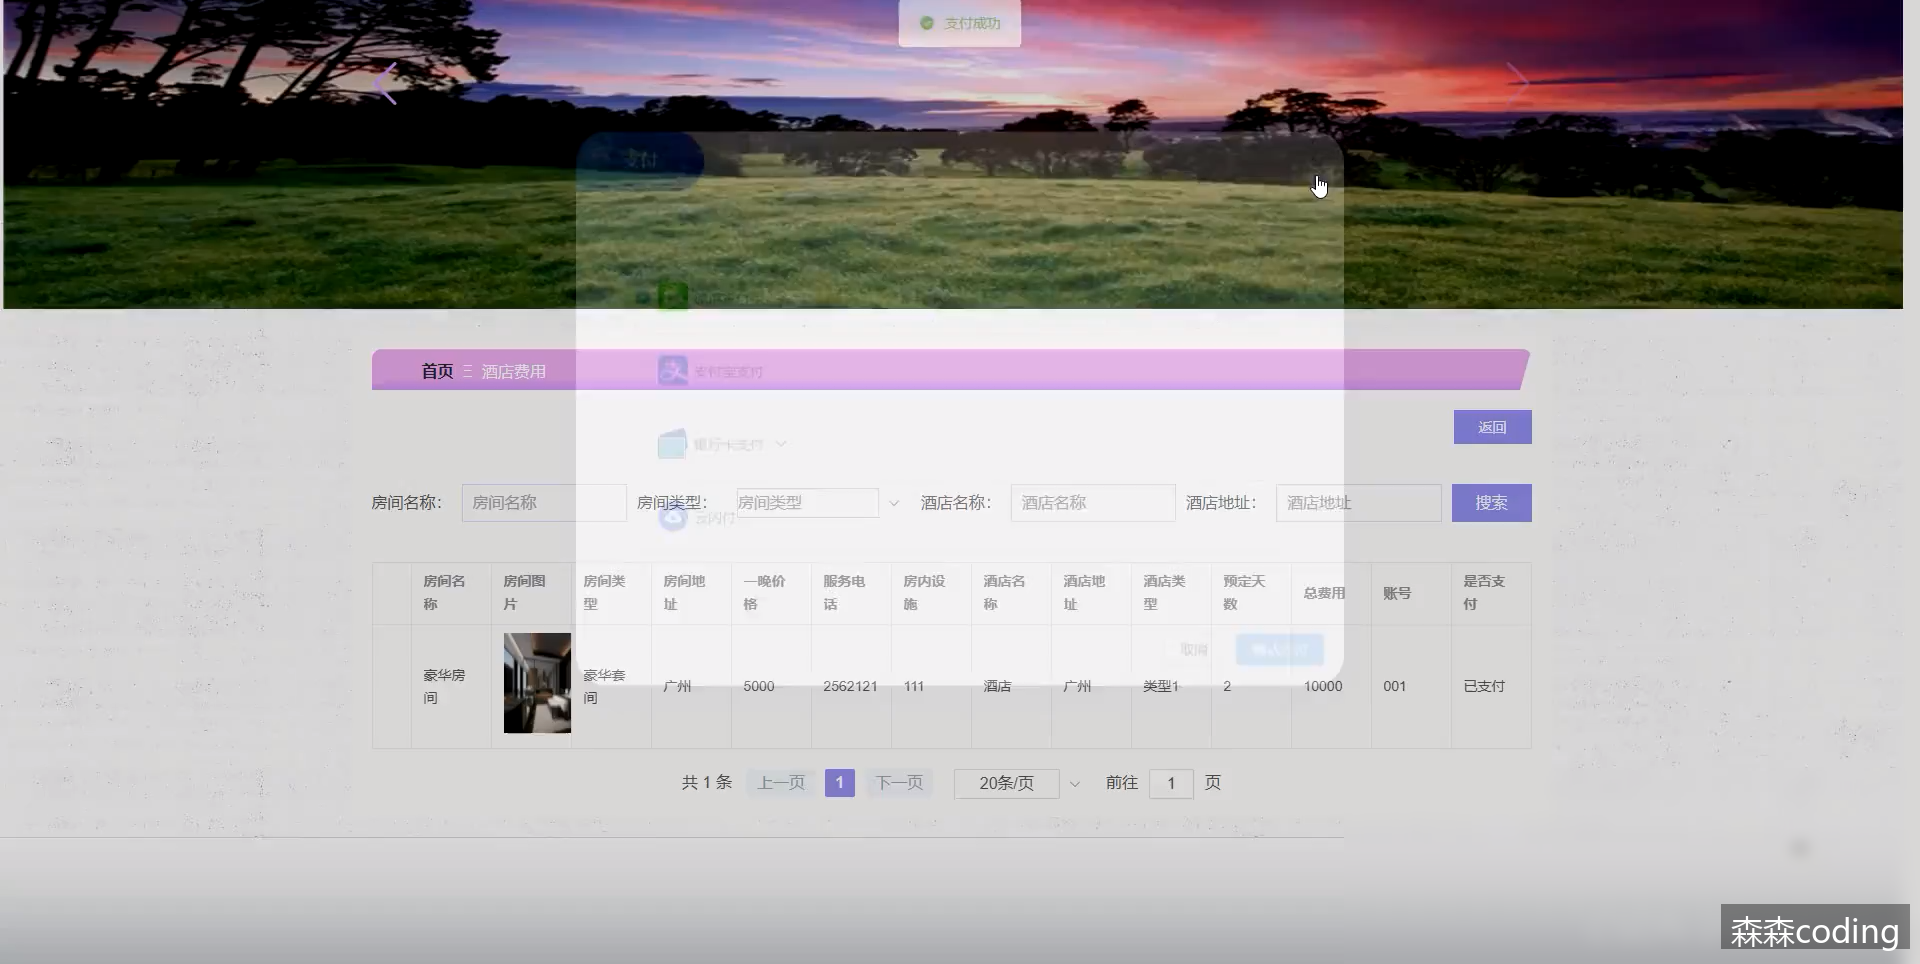 支付成功
支付
首页 三 酒店费用
支付宝支付
返回
银行卡支付
房间名称: 房间名称 房间类型: 房间类型 酒店名称: 酒店名称 酒店地址: 酒店地址 搜索
云闪付
房间名称 房间图片 房间类型 房间地址 一晚价格 服务电话 房内设施 酒店名称 酒店地址 酒店类型 预定天数 总费用 账号 是否支付
取消
豪华房间 豪华套间 广州 5000 2562121 111 酒店 广州 类型1 2 10000 001 已支付
共 1 条 上一页 1 下一页 20条/页 前往 1 页
森森coding